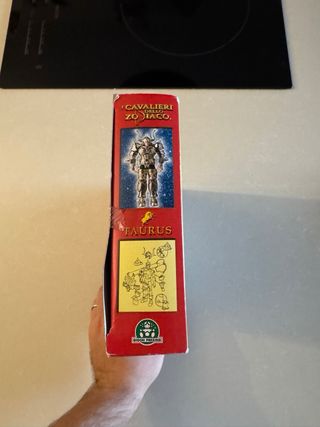 I CAVALIERI
DELLO
ZODIACO
TAURUS
GIOCHI PREZIOSI